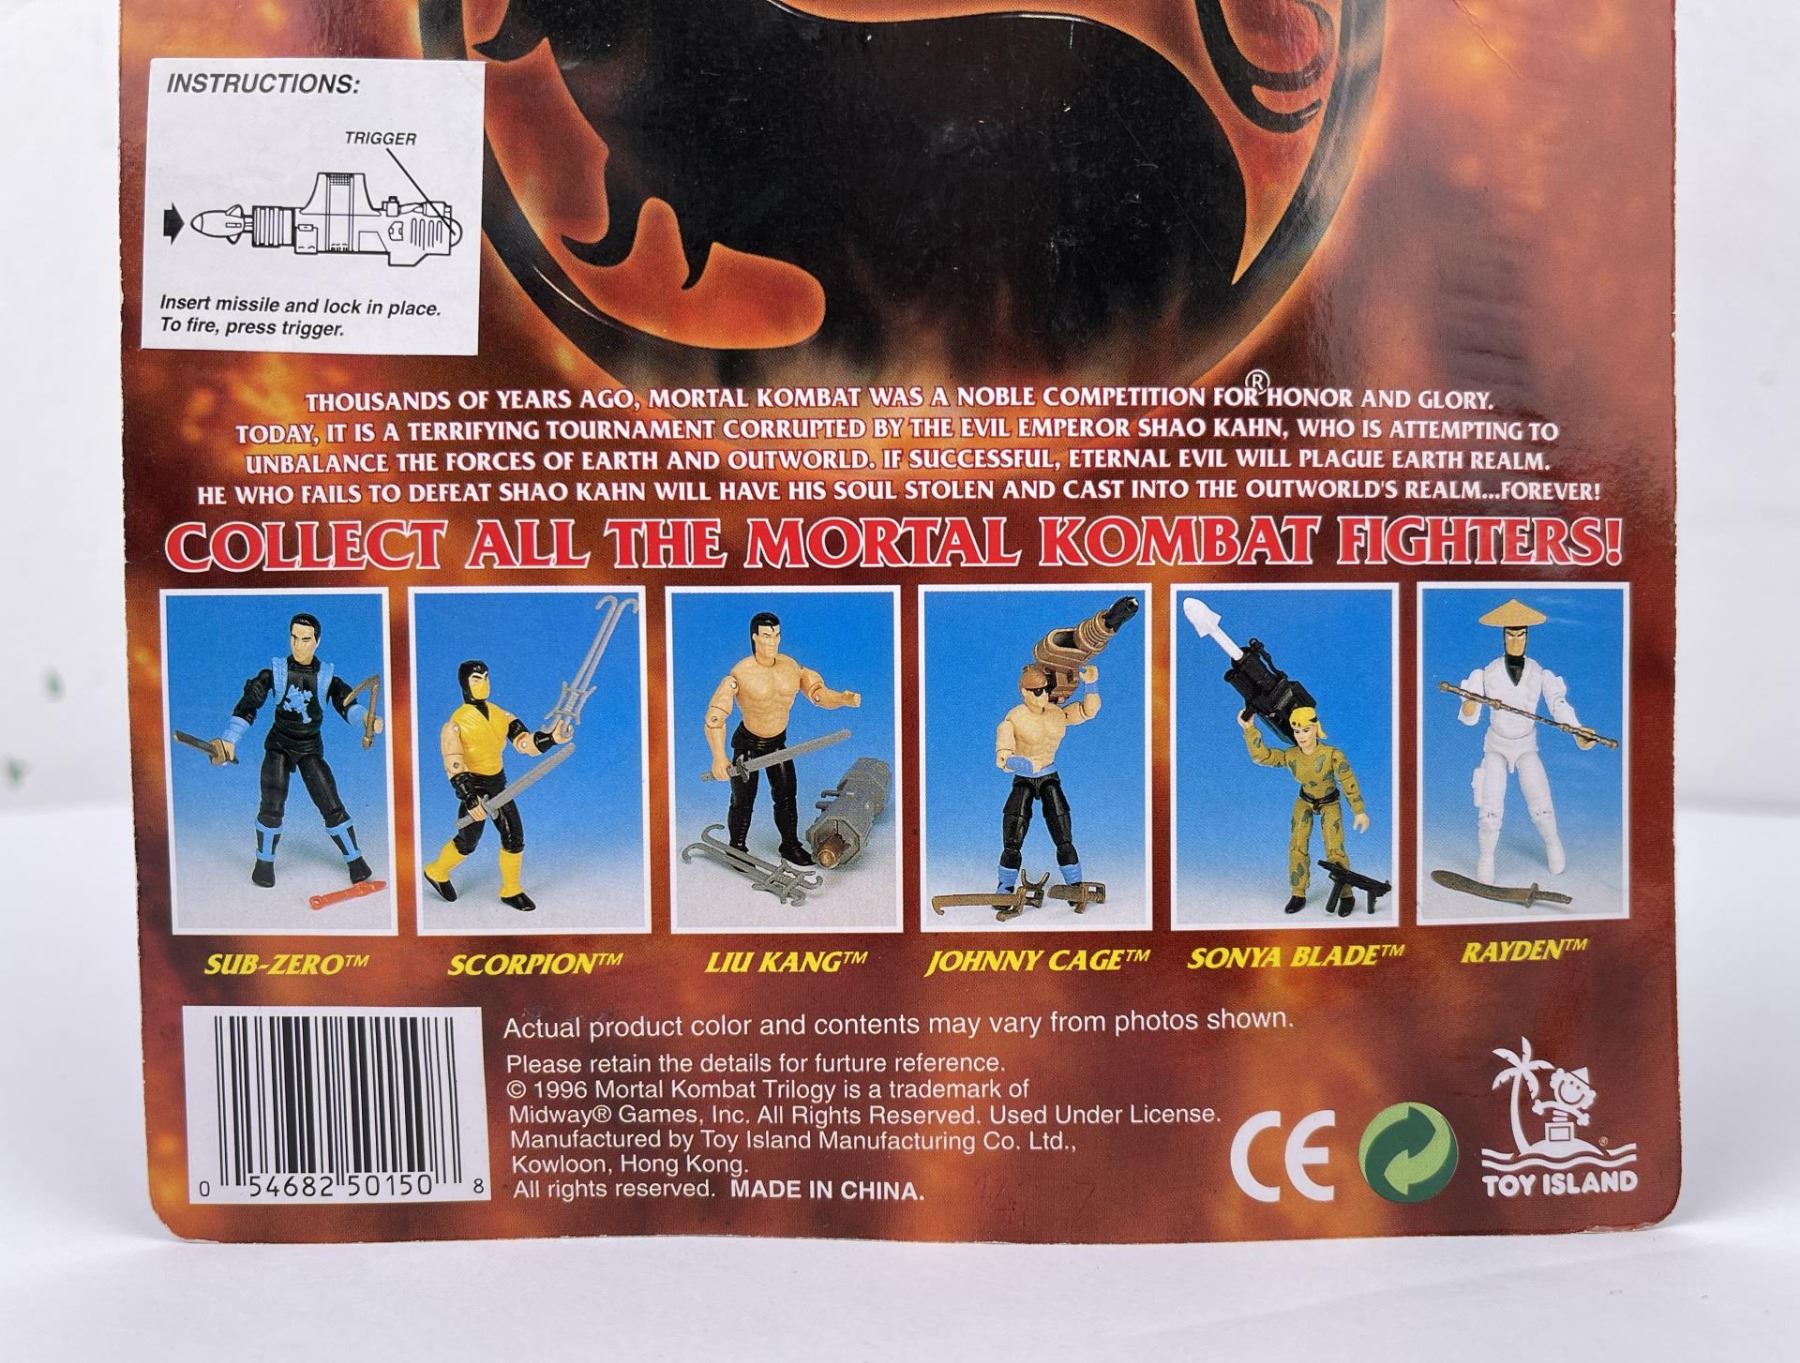 INSTRUCTIONS:
TRIGGER
Insert missile and lock in place.
To fire, press trigger.
THOUSANDS OF YEARS AGO, MORTAL KOMBAT WAS A NOBLE COMPETITION FOR® HONOR AND GLORY.
TODAY, IT IS A TERRIFYING TOURNAMENT CORRUPTED BY THE EVIL EMPEROR SHAO KAHN, WHO IS ATTEMPTING TO
UNBALANCE THE FORCES OF EARTH AND OUTWORLD. IF SUCCESSFUL, ETERNAL EVIL WILL PLAGUE EARTH REALM.
HE WHO FAILS TO DEFEAT SHAO KAHN WILL HAVE HIS SOUL STOLEN AND CAST INTO THE OUTWORLD'S REALM...FOREVER!
COLLECT ALL THE MORTAL KOMBAT FIGHTERS!
SUB-ZERO™ SCORPION™ LIU KANG™ JOHNNY CAGE™ SONYA BLADE™ RAYDEN™
0 54682 50150 8
Actual product color and contents may vary from photos shown.
Please retain the details for furture reference.
© 1996 Mortal Kombat Trilogy is a trademark of
Midway® Games, Inc. All Rights Reserved. Used Under License.
Manufactured by Toy Island Manufacturing Co. Ltd.,
Kowloon, Hong Kong.
All rights reserved. MADE IN CHINA.
CE
®
TOY ISLAND